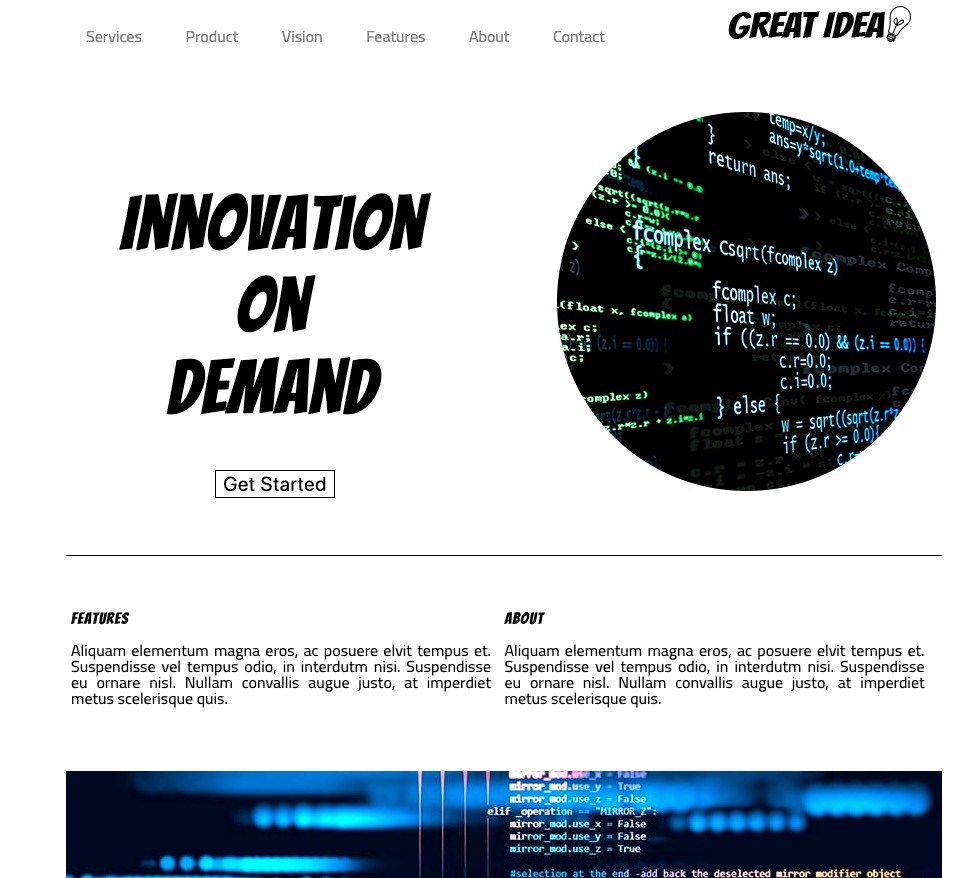 Services Product Vision Features About Contact
GREAT IDEA
INNOVATION
ON
DEMAND
Get Started
temp=x/y;
}
ans=y*sqrt(1.0+temp*te
return ans;
else {
fcomplex Csqrt(fcomplex z)
{
fcomplex c;
(float x, fcomplex a)
float w;
if ((z.r == 0.0) && (z.i == 0.0)) {
c.r=0.0;
c.i=0.0;
omplex z)
} else {
w = sqrt((sqrt(z.r*z
if (z.r >= 0.0){
FEATURES
Aliquam elementum magna eros, ac posuere elvit tempus et.
Suspendisse vel tempus odio, in interdutm nisi. Suspendisse
eu ornare nisl. Nullam convallis augue justo, at imperdiet
metus scelerisque quis.
ABOUT
Aliquam elementum magna eros, ac posuere elvit tempus et.
Suspendisse vel tempus odio, in interdutm nisi. Suspendisse
eu ornare nisl. Nullam convallis augue justo, at imperdiet
metus scelerisque quis.
mirror_mod.use_x = False
mirror_mod.use_y = True
mirror_mod.use_z = False
elif _operation == "MIRROR_Z":
mirror_mod.use_x = False
mirror_mod.use_y = False
mirror_mod.use_z = True
#selection at the end -add back the deselected mirror modifier object